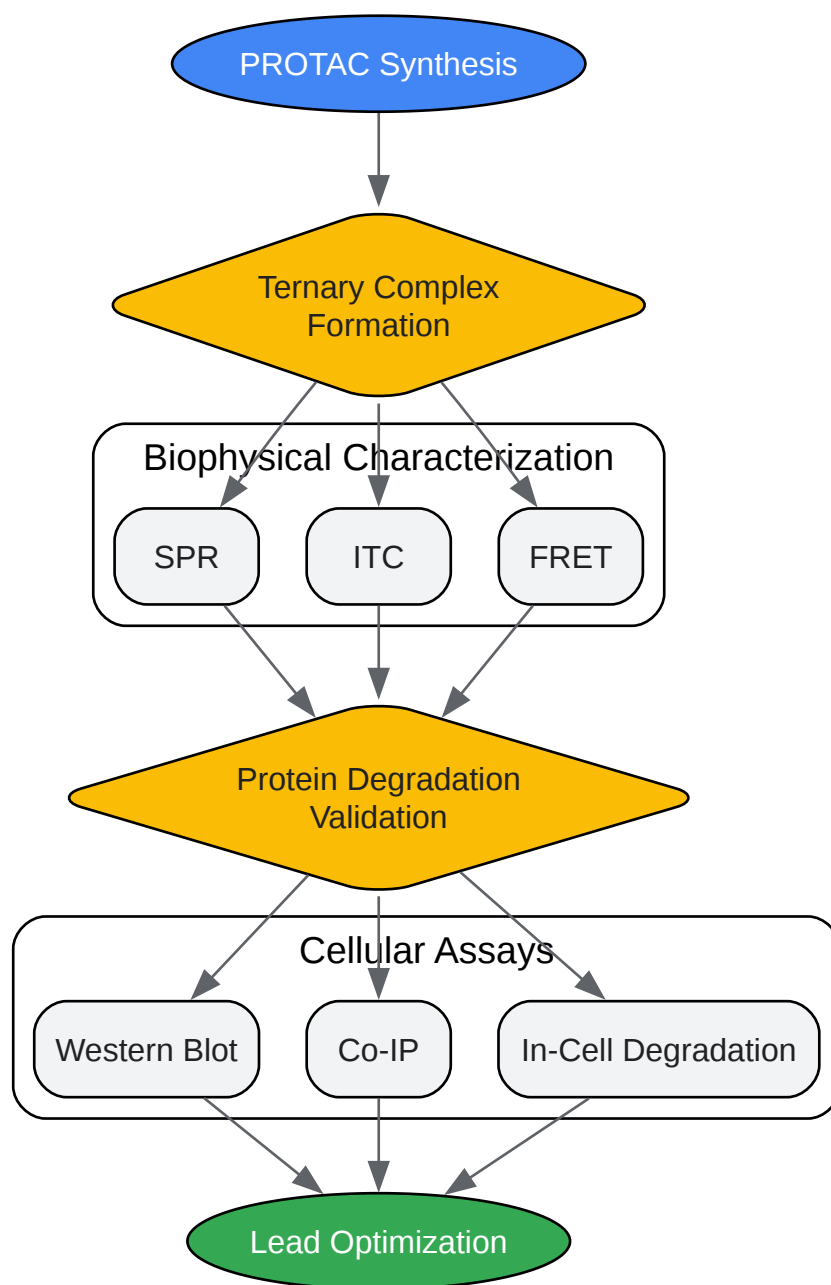 PROTAC Synthesis
Ternary Complex
Formation
Biophysical Characterization
SPR
ITC
FRET
Protein Degradation
Validation
Cellular Assays
Western Blot
Co-IP
In-Cell Degradation
Lead Optimization